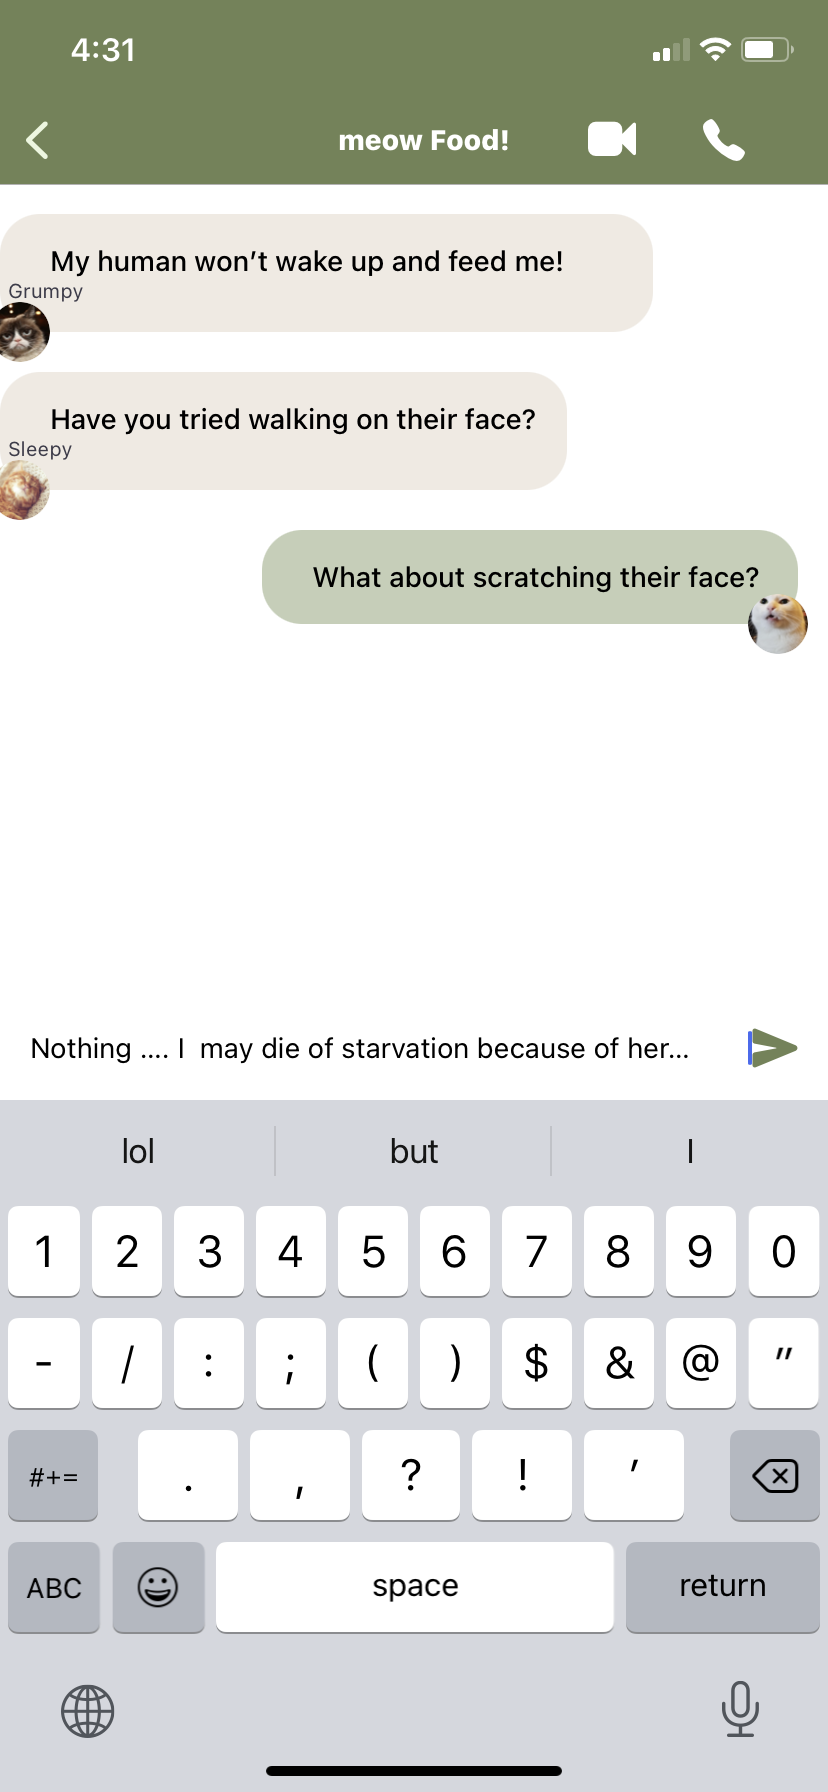 4:31
meow Food!
My human won’t wake up and feed me!
Grumpy
Have you tried walking on their face?
Sleepy
What about scratching their face?
Nothing .... I  may die of starvation because of her...
lol but I
1 2 3 4 5 6 7 8 9 0
- / : ; ( ) $ & @ "
#+= . , ? ! '
ABC space return